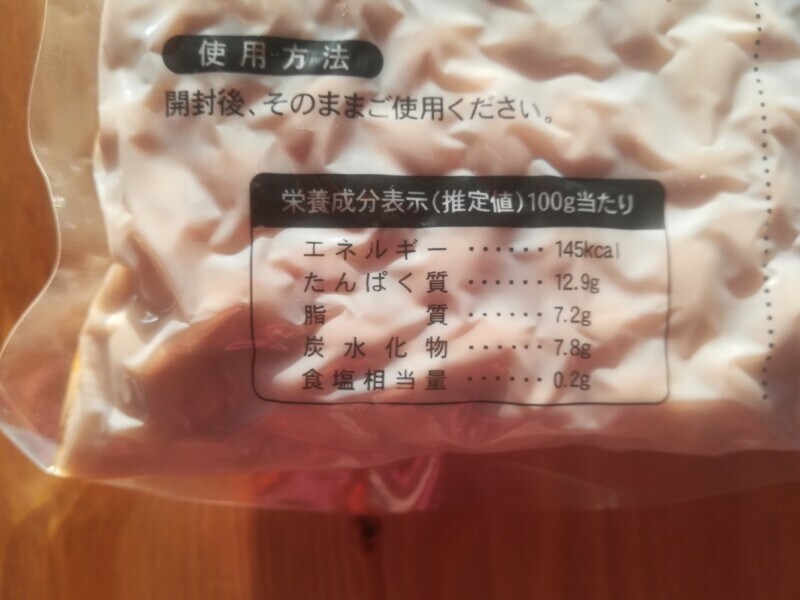 使用方法
開封後、そのままご使用ください。
栄養成分表示(推定値)100g当たり
エネルギー ‥‥‥ 145kcal
たんぱく質 ‥‥‥ 12.9g
脂質 ‥‥‥ 7.2g
炭水化物 ‥‥‥ 7.8g
食塩相当量 ‥‥‥ 0.2g